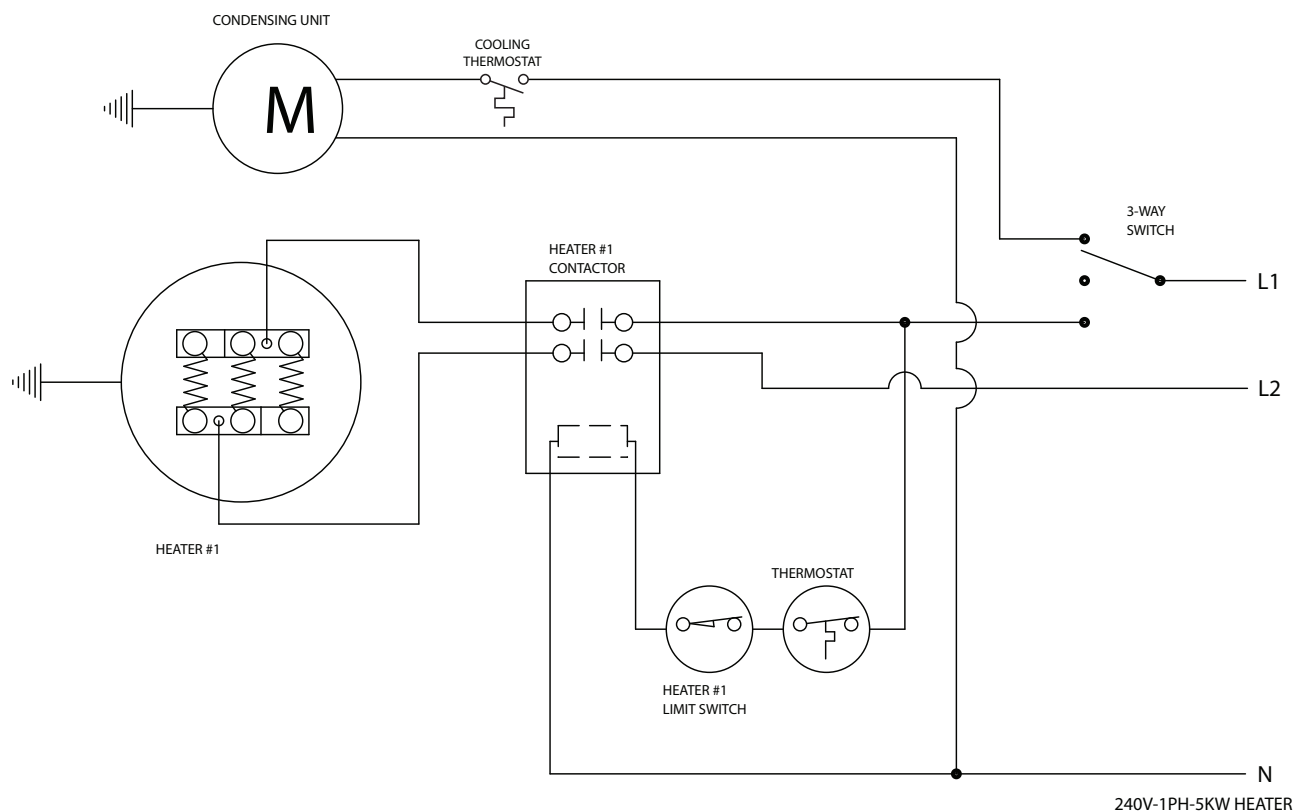 CONDENSING UNIT
M
COOLING
THERMOSTAT
3-WAY
SWITCH
HEATER #1
CONTACTOR
L1
L2
HEATER #1
THERMOSTAT
HEATER #1
LIMIT SWITCH
N
240V-1PH-5KW HEATER